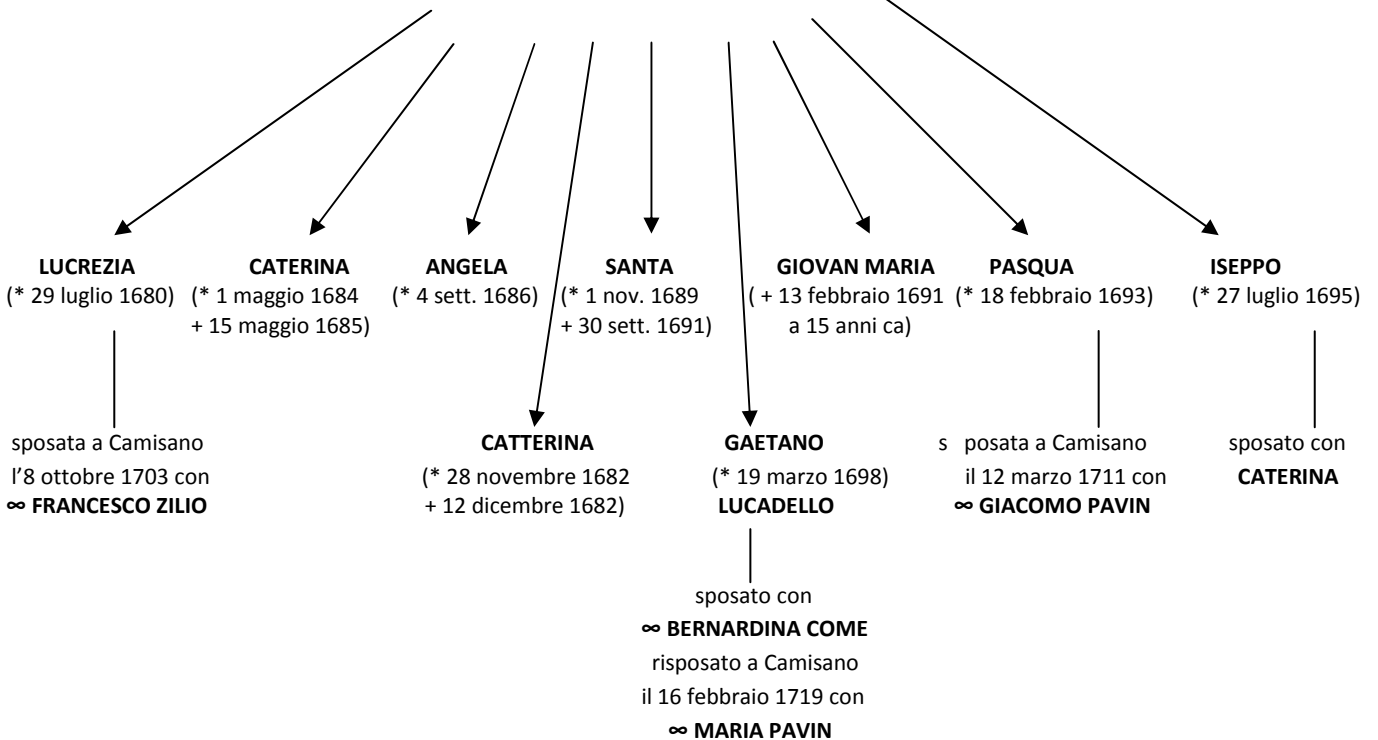 LUCREZIA CATERINA ANGELA SANTA GIOVAN MARIA PASQUA ISEPPO
(* 29 luglio 1680) (* 1 maggio 1684 (* 4 sett. 1686) (* 1 nov. 1689 ( + 13 febbraio 1691 (* 18 febbraio 1693) (* 27 luglio 1695)
+ 15 maggio 1685) + 30 sett. 1691) a 15 anni ca)
sposata a Camisano CATTERINA GAETANO s posata a Camisano sposato con
l'8 ottobre 1703 con (* 28 novembre 1682 (* 19 marzo 1698) il 12 marzo 1711 con CATERINA
∞ FRANCESCO ZILIO + 12 dicembre 1682) LUCADELLO ∞ GIACOMO PAVIN
sposato con
∞ BERNARDINA COME
risposato a Camisano
il 16 febbraio 1719 con
∞ MARIA PAVIN